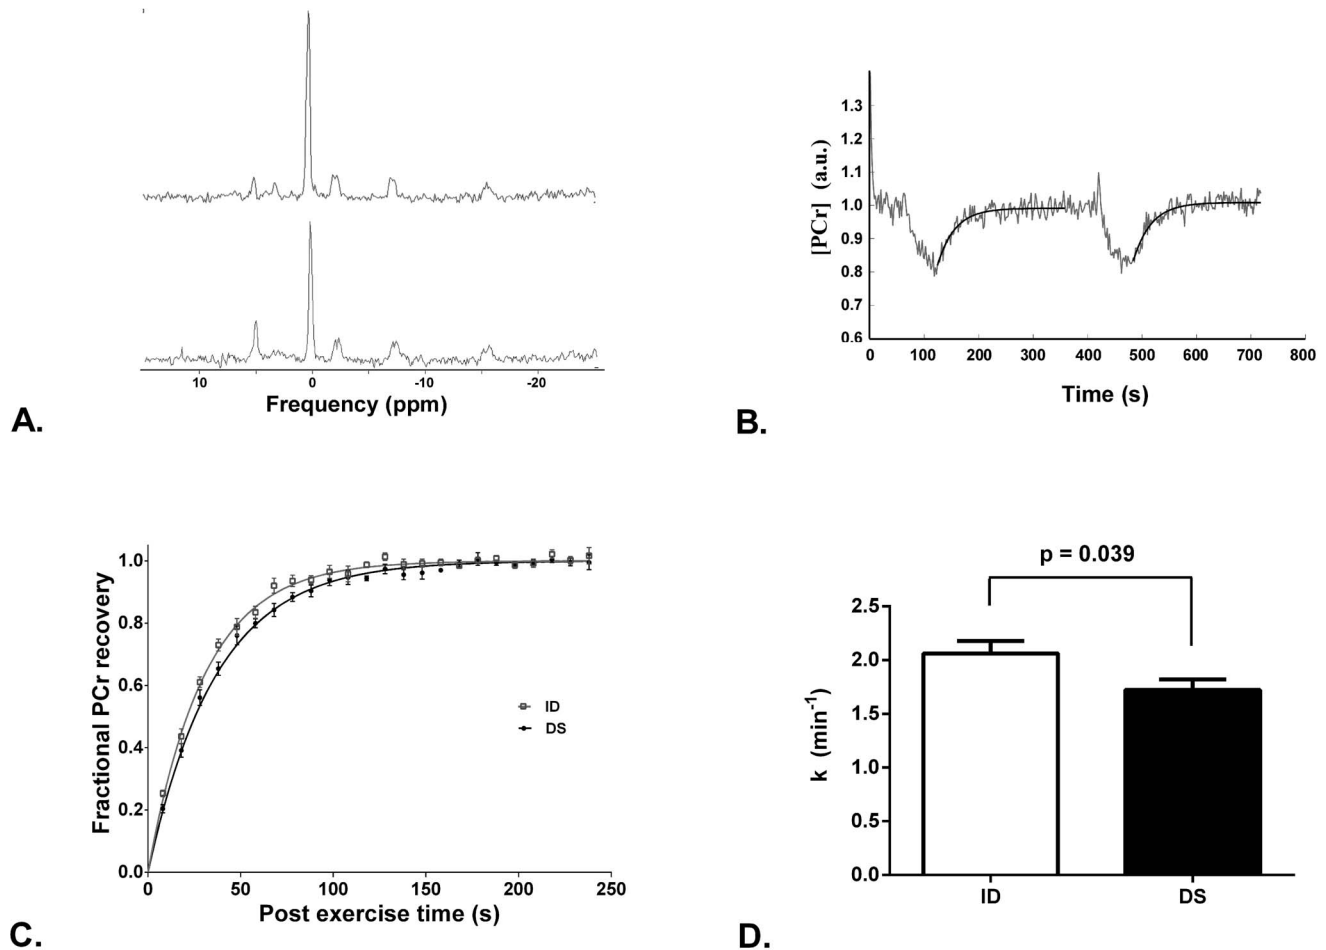 10
0
-10
-20
Frequency (ppm)
A.
1.3
1.2
1.1
1.0
0.9
0.8
0.7
0.6
[PCr] (a.u.)
0 100 200 300 400 500 600 700 800
Time (s)
B.
1.0
0.8
0.6
0.4
0.2
0.0
Fractional PCr recovery
ID
DS
0 50 100 150 200 250
Post exercise time (s)
C.
p = 0.039
2.5
2.0
1.5
1.0
0.5
0.0
k (min⁻¹)
ID DS
D.